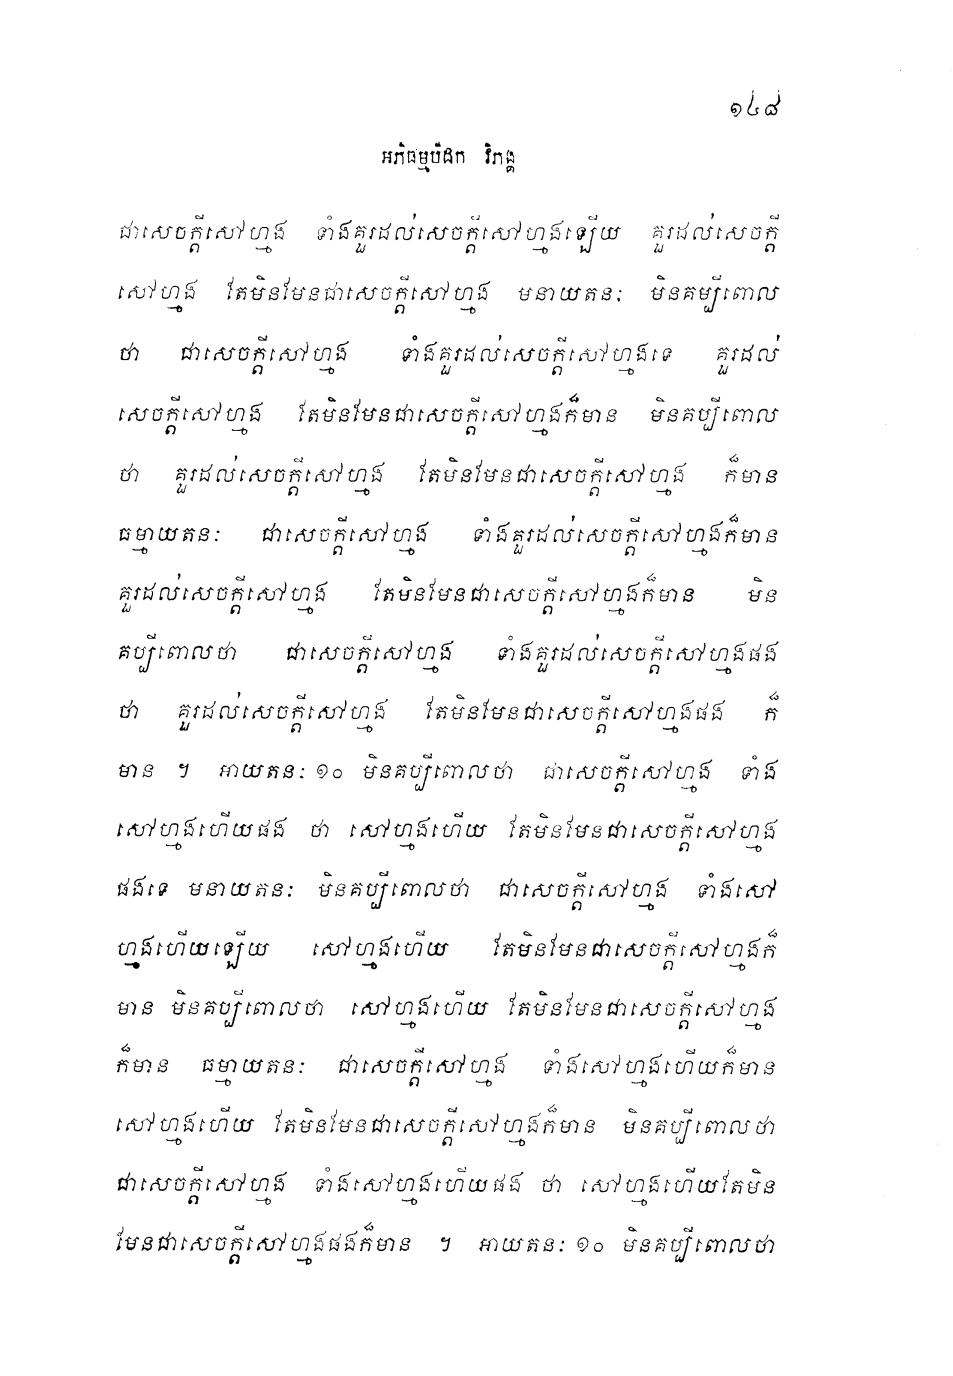 ១៤៨
អភិធម្មបិដក វិភង្គ
ជាសេចក្តីសៅហ្មង ទាំងគួរដល់សេចក្តីសៅហ្មងឡើយ គួរដល់សេចក្តី
សៅហ្មង តែមិនមែនជាសេចក្តីសៅហ្មង មនាយតនៈ មិនគប្បីពោល
ថា ជាសេចក្តីសៅហ្មង ទាំងគួរដល់សេចក្តីសៅហ្មងទេ គួរដល់
សេចក្តីសៅហ្មង តែមិនមែនជាសេចក្តីសៅហ្មងក៏មាន មិនគប្បីពោល
ថា គួរដល់សេចក្តីសៅហ្មង តែមិនមែនជាសេចក្តីសៅហ្មង ក៏មាន
ធម្មាយតនៈ ជាសេចក្តីសៅហ្មង ទាំងគួរដល់សេចក្តីសៅហ្មងក៏មាន
គួរដល់សេចក្តីសៅហ្មង តែមិនមែនជាសេចក្តីសៅហ្មងក៏មាន មិន
គប្បីពោលថា ជាសេចក្តីសៅហ្មង ទាំងគួរដល់សេចក្តីសៅហ្មងផង
ថា គួរដល់សេចក្តីសៅហ្មង តែមិនមែនជាសេចក្តីសៅហ្មងផង ក៏
មាន ។ អាយតនៈ ១០ មិនគប្បីពោលថា ជាសេចក្តីសៅហ្មង ទាំង
សៅហ្មងហើយផង ថា សៅហ្មងហើយ តែមិនមែនជាសេចក្តីសៅហ្មង
ផងទេ មនាយតនៈ មិនគប្បីពោលថា ជាសេចក្តីសៅហ្មង ទាំងសៅ
ហ្មងហើយឡើយ សៅហ្មងហើយ តែមិនមែនជាសេចក្តីសៅហ្មងក៏
មាន មិនគប្បីពោលថា សៅហ្មងហើយ តែមិនមែនជាសេចក្តីសៅហ្មង
ក៏មាន ធម្មាយតនៈ ជាសេចក្តីសៅហ្មង ទាំងសៅហ្មងហើយក៏មាន
សៅហ្មងហើយ តែមិនមែនជាសេចក្តីសៅហ្មងក៏មាន មិនគប្បីពោលថា
ជាសេចក្តីសៅហ្មង ទាំងសៅហ្មងហើយផង ថា សៅហ្មងហើយតែមិន
មែនជាសេចក្តីសៅហ្មងផងក៏មាន ។ អាយតនៈ ១០ មិនគប្បីពោលថា